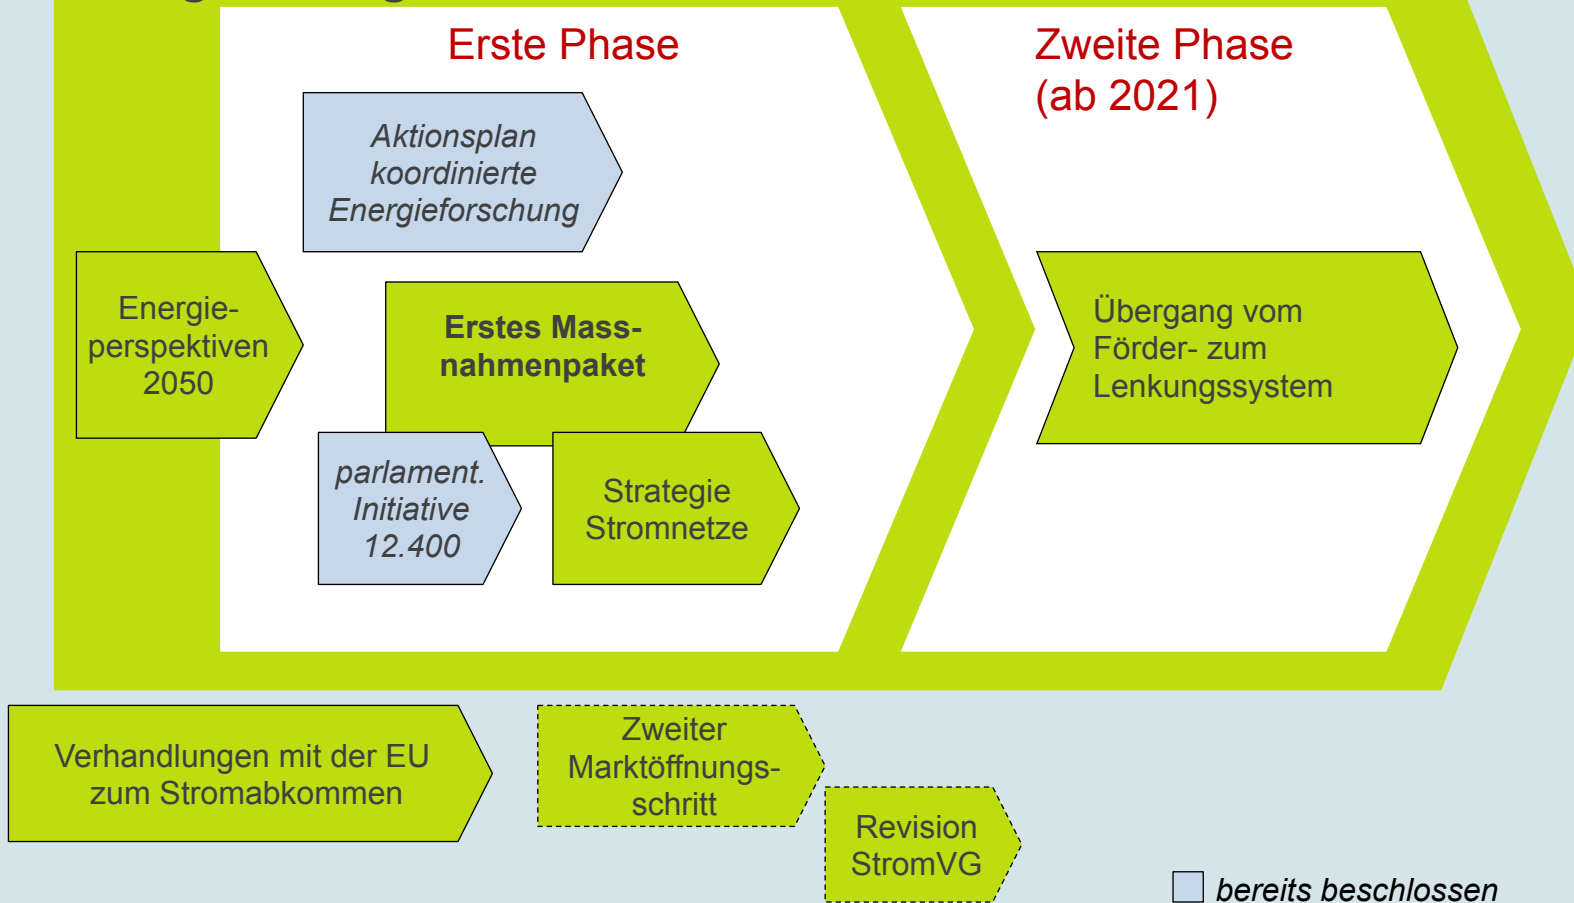 Erste Phase
Zweite Phase
(ab 2021)
Aktionsplan
koordinierte
Energieforschung
Energie-
perspektiven
2050
Erstes Mass-
nahmenpaket
Übergang vom
Förder- zum
Lenkungssystem
parlament.
Initiative
12.400
Strategie
Stromnetze
Verhandlungen mit der EU
zum Stromabkommen
Zweiter
Marktöffnungs-
schritt
Revision
StromVG
bereits beschlossen